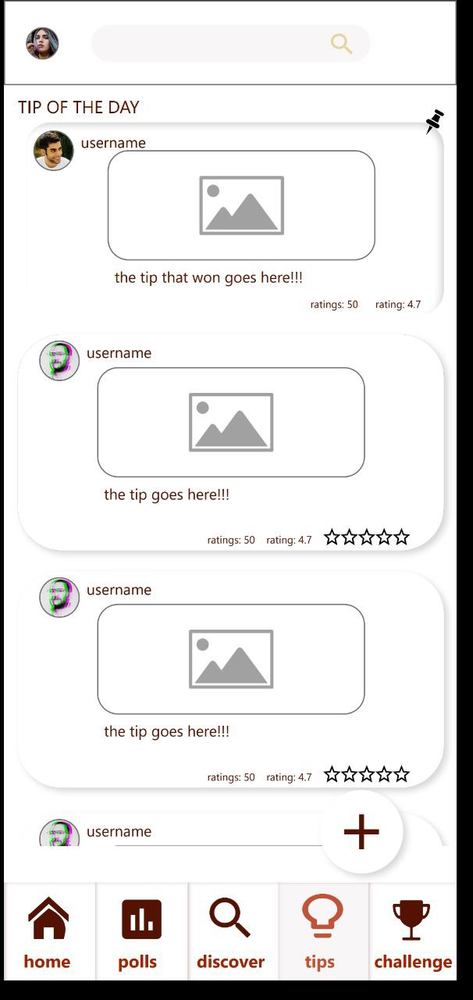 TIP OF THE DAY
username
the tip that won goes here!!!
ratings: 50 rating: 4.7
username
the tip goes here!!!
ratings: 50 rating: 4.7
username
the tip goes here!!!
ratings: 50 rating: 4.7
username
home polls discover tips challenge